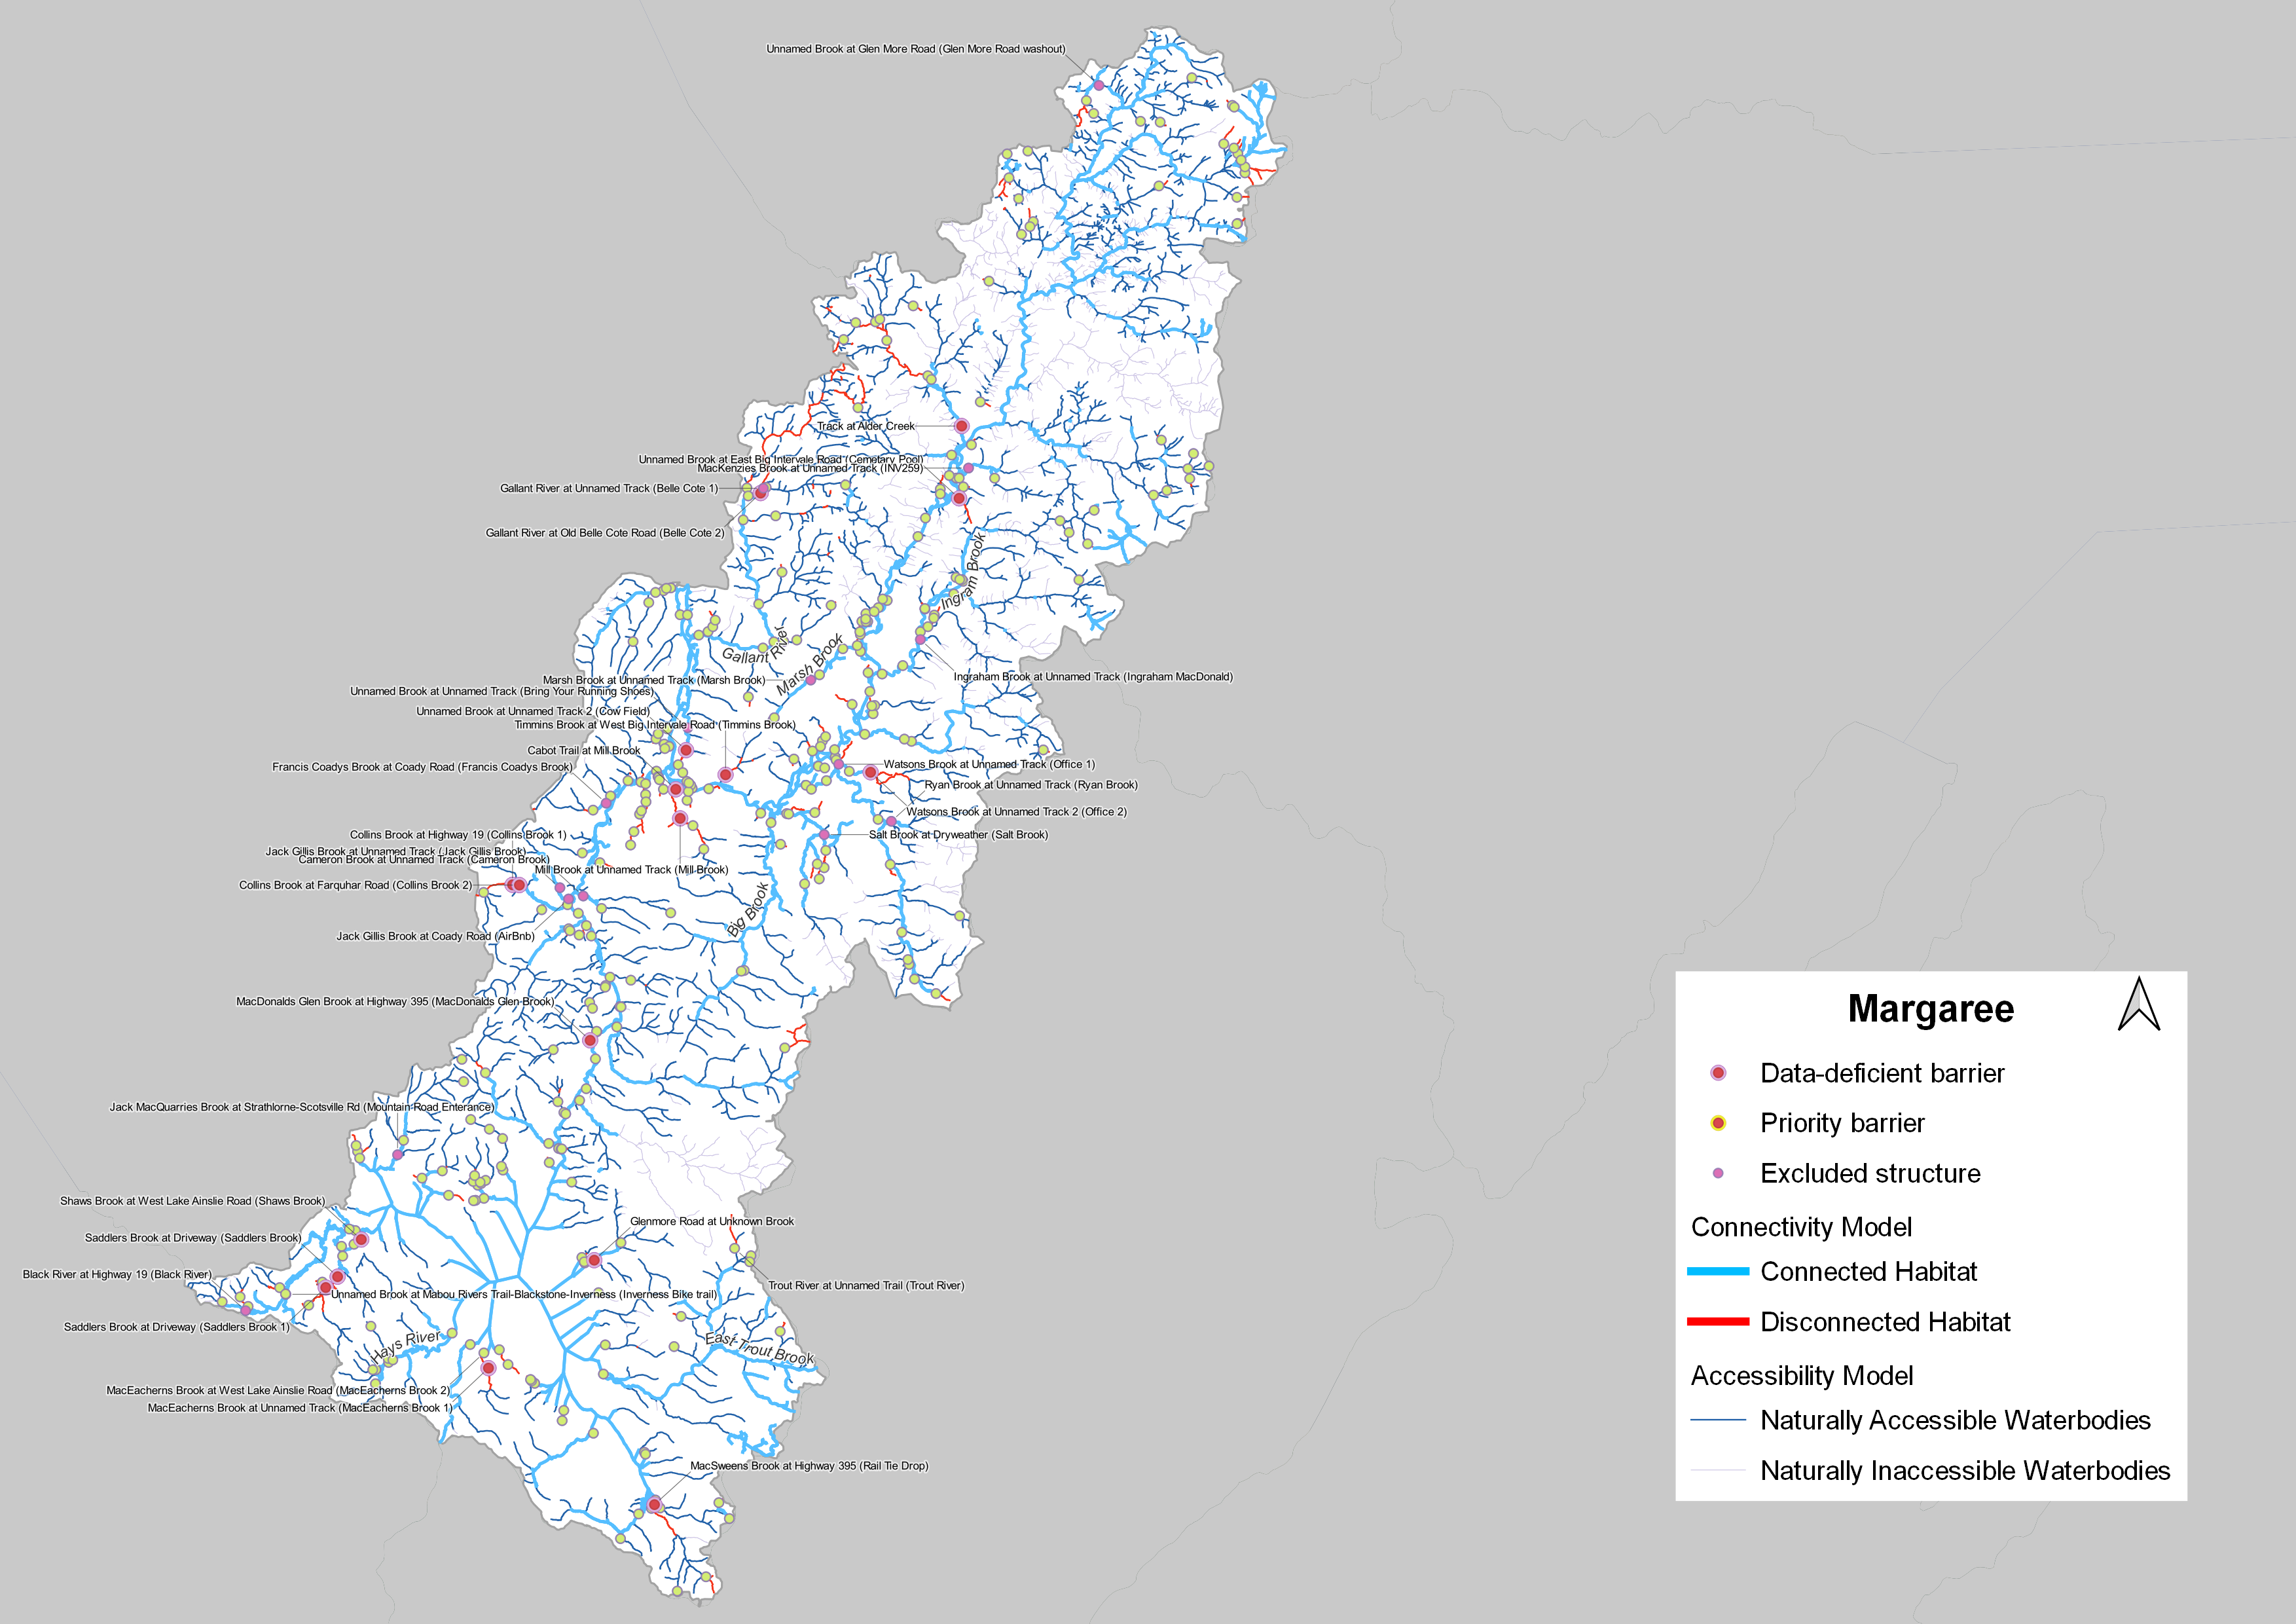 Unnamed Brook at Glen More Road (Glen More Road washout)
Track at Alder Creek
Unnamed Brook at East Big Intervale Road (Cemetary Pool)
MacKenzies Brook at Unnamed Track (INV259)
Gallant River at Unnamed Track (Belle Cote 1)
Gallant River at Old Belle Cote Road (Belle Cote 2)
Ingram Brook
Gallant River
Marsh Brook
Ingraham Brook at Unnamed Track (Ingraham MacDonald)
Marsh Brook at Unnamed Track (Marsh Brook)
Unnamed Brook at Unnamed Track (Bring Your Running Shoes)
Unnamed Brook at Unnamed Track 2 (Cow Field)
Timmins Brook at West Big Intervale Road (Timmins Brook)
Cabot Trail at Mill Brook
Francis Coadys Brook at Coady Road (Francis Coadys Brook)
Watsons Brook at Unnamed Track (Office 1)
Ryan Brook at Unnamed Track (Ryan Brook)
Watsons Brook at Unnamed Track 2 (Office 2)
Salt Brook at Dryweather (Salt Brook)
Collins Brook at Highway 19 (Collins Brook 1)
Jack Gillis Brook at Unnamed Track (Jack Gillis Brook)
Cameron Brook at Unnamed Track (Cameron Brook)
Mill Brook at Unnamed Track (Mill Brook)
Collins Brook at Farquhar Road (Collins Brook 2)
Big Brook
Jack Gillis Brook at Coady Road (AirBnb)
MacDonalds Glen Brook at Highway 395 (MacDonalds Glen Brook)
Jack MacQuarries Brook at Strathlorne-Scotsville Rd (Mountain Road Enterance)
Shaws Brook at West Lake Ainslie Road (Shaws Brook)
Glenmore Road at Unknown Brook
Saddlers Brook at Driveway (Saddlers Brook)
Black River at Highway 19 (Black River)
Trout River at Unnamed Trail (Trout River)
Unnamed Brook at Mabou Rivers Trail-Blackstone-Inverness (Inverness Bike trail)
Saddlers Brook at Driveway (Saddlers Brook 1)
Hays River
East Trout Brook
MacEacherns Brook at West Lake Ainslie Road (MacEacherns Brook 2)
MacEacherns Brook at Unnamed Track (MacEacherns Brook 1)
MacSweens Brook at Highway 395 (Rail Tie Drop)
Margaree
Data-deficient barrier
Priority barrier
Excluded structure
Connectivity Model
Connected Habitat
Disconnected Habitat
Accessibility Model
Naturally Accessible Waterbodies
Naturally Inaccessible Waterbodies